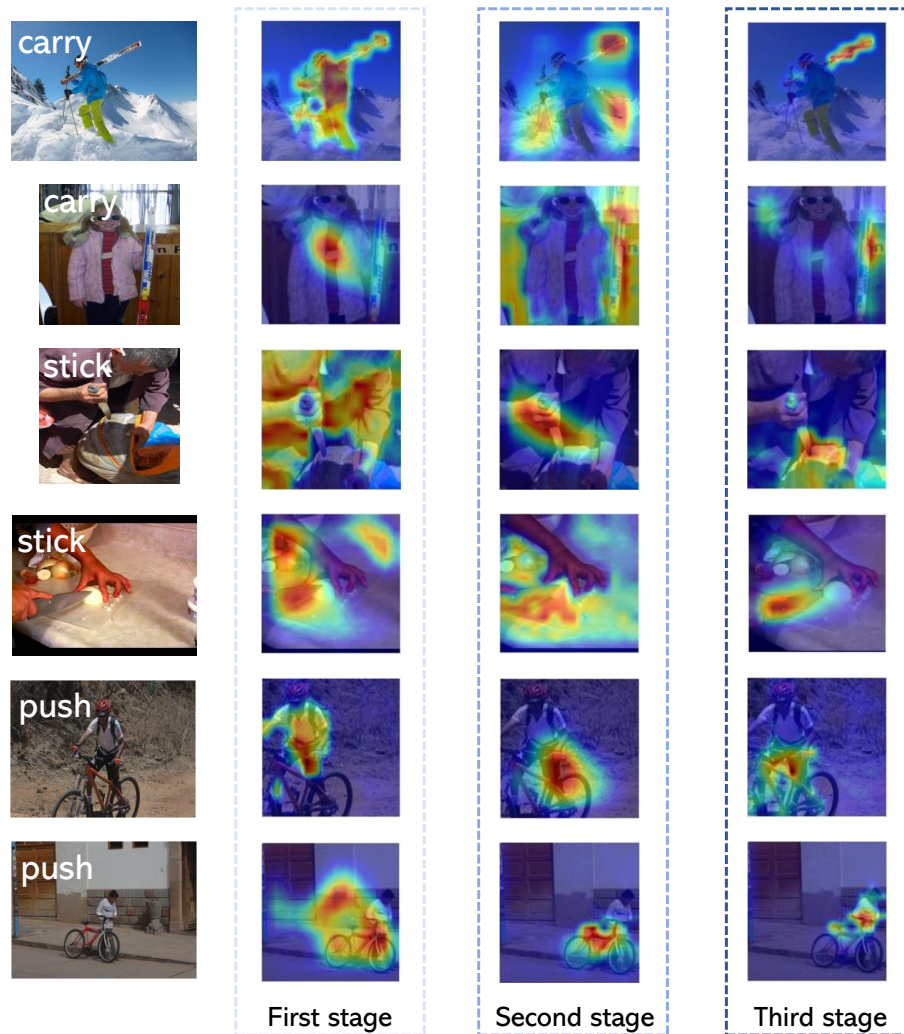 carry
carry
stick
stick
push
push
First stage
Second stage
Third stage